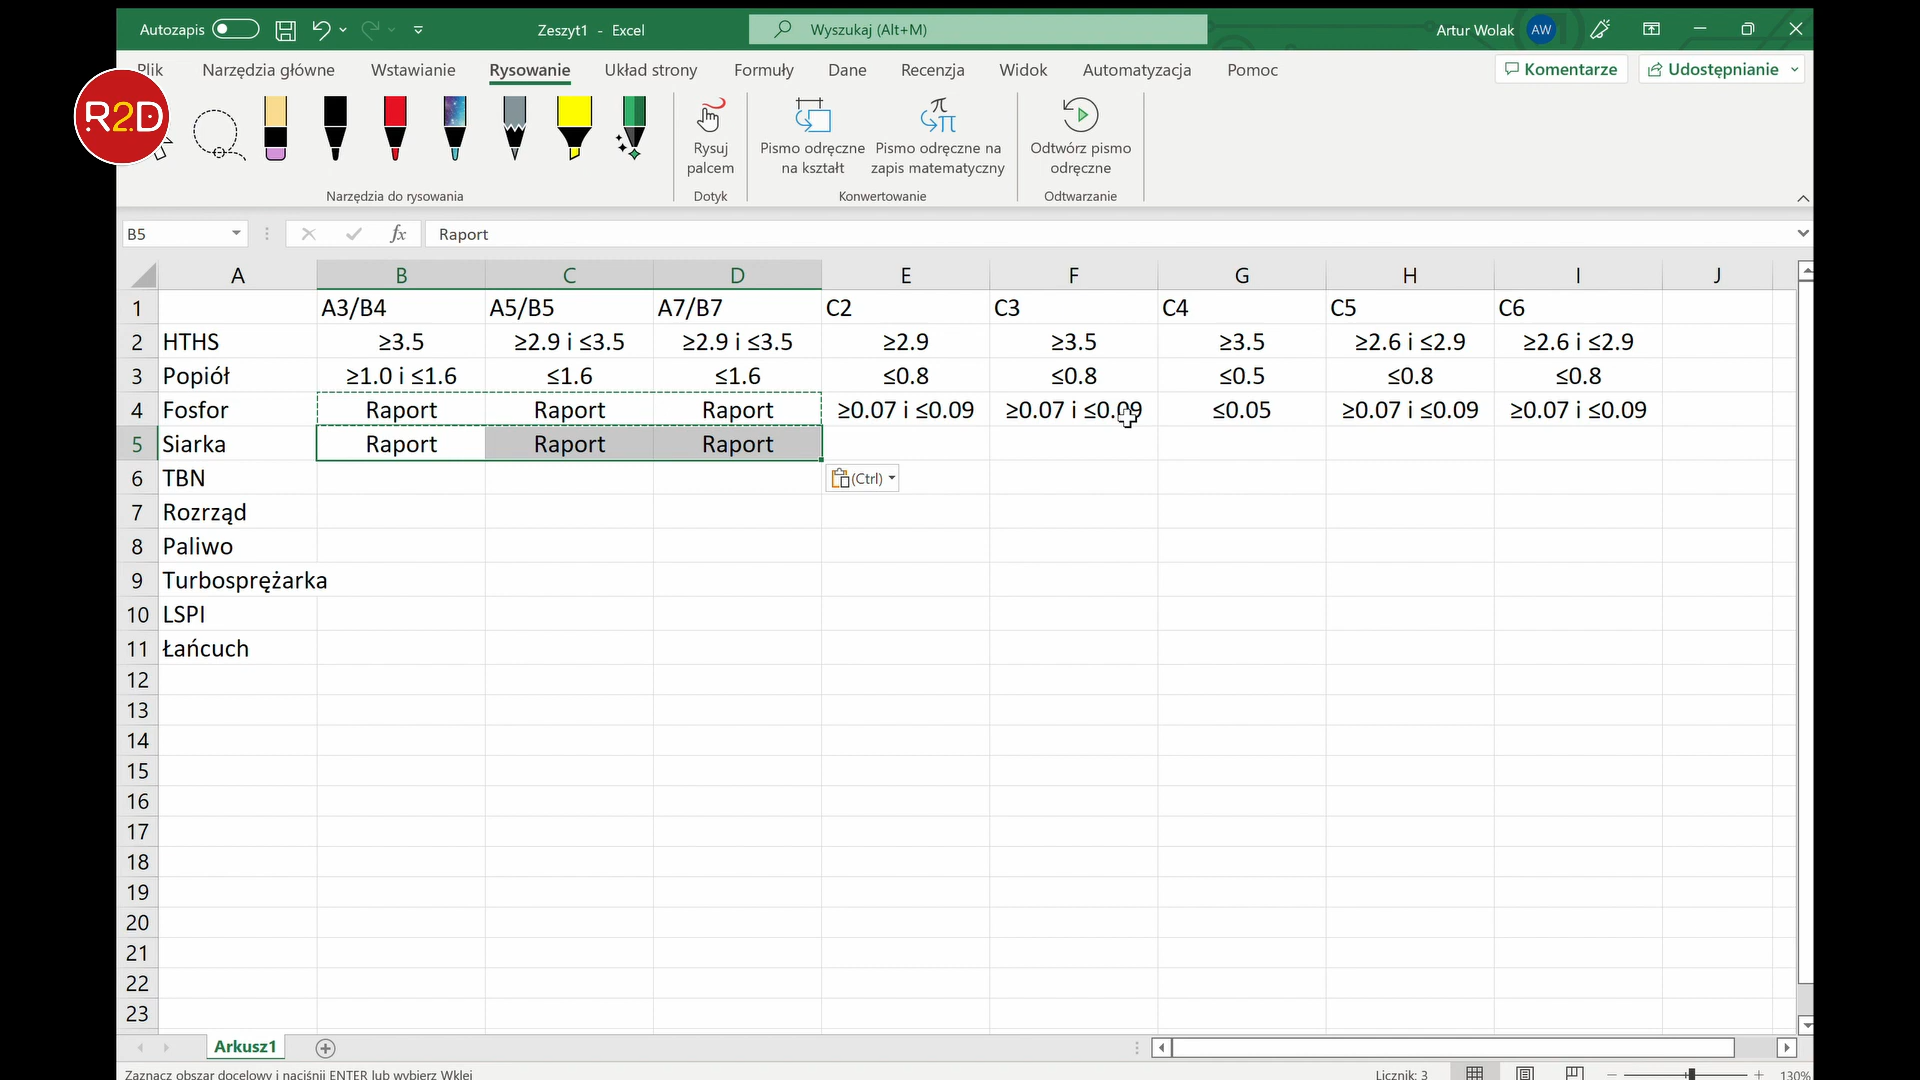 Autozapis
Zeszyt1 - Excel
Wyszukaj (Alt+M)
Artur Wolak AW
Plik Narzędzia główne Wstawianie Rysowanie Układ strony Formuły Dane Recenzja Widok Automatyzacja Pomoc
Komentarze Udostępnianie
R2D
Rysuj palcem
Pismo odręczne na kształt
Pismo odręczne na zapis matematyczny
Odtwórz pismo odręczne
Narzędzia do rysowania Dotyk Konwertowanie Odtwarzanie
B5 fx Raport
A B C D E F G H I J
1 A3/B4 A5/B5 A7/B7 C2 C3 C4 C5 C6
2 HTHS ≥3.5 ≥2.9 i ≤3.5 ≥2.9 i ≤3.5 ≥2.9 ≥3.5 ≥3.5 ≥2.6 i ≤2.9 ≥2.6 i ≤2.9
3 Popiół ≥1.0 i ≤1.6 ≤1.6 ≤1.6 ≤0.8 ≤0.8 ≤0.5 ≤0.8 ≤0.8
4 Fosfor Raport Raport Raport ≥0.07 i ≤0.09 ≥0.07 i ≤0.09 ≤0.05 ≥0.07 i ≤0.09 ≥0.07 i ≤0.09
5 Siarka Raport Raport Raport
6 TBN
(Ctrl)
7 Rozrząd
8 Paliwo
9 Turbosprężarka
10 LSPI
11 Łańcuch
12
13
14
15
16
17
18
19
20
21
22
23
Arkusz1
Zaznacz obszar docelowy i naciśnij ENTER lub wybierz Wklej
Licznik: 3
130%